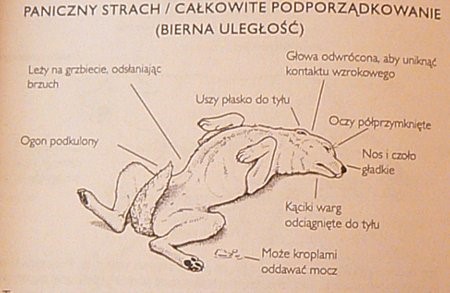 PANICZNY STRACH / CAŁKOWITE PODPORZĄDKOWANIE
(BIERNA ULEGŁOŚĆ)
Głowa odwrócona, aby uniknąć
kontaktu wzrokowego
Leży na grzbiecie, odsłaniając
brzuch
Uszy płasko do tyłu
Oczy półprzymknięte
Ogon podkulony
Nos i czoło
gładkie
Kąciki warg
odciągnięte do tyłu
Może kroplami
oddawać mocz